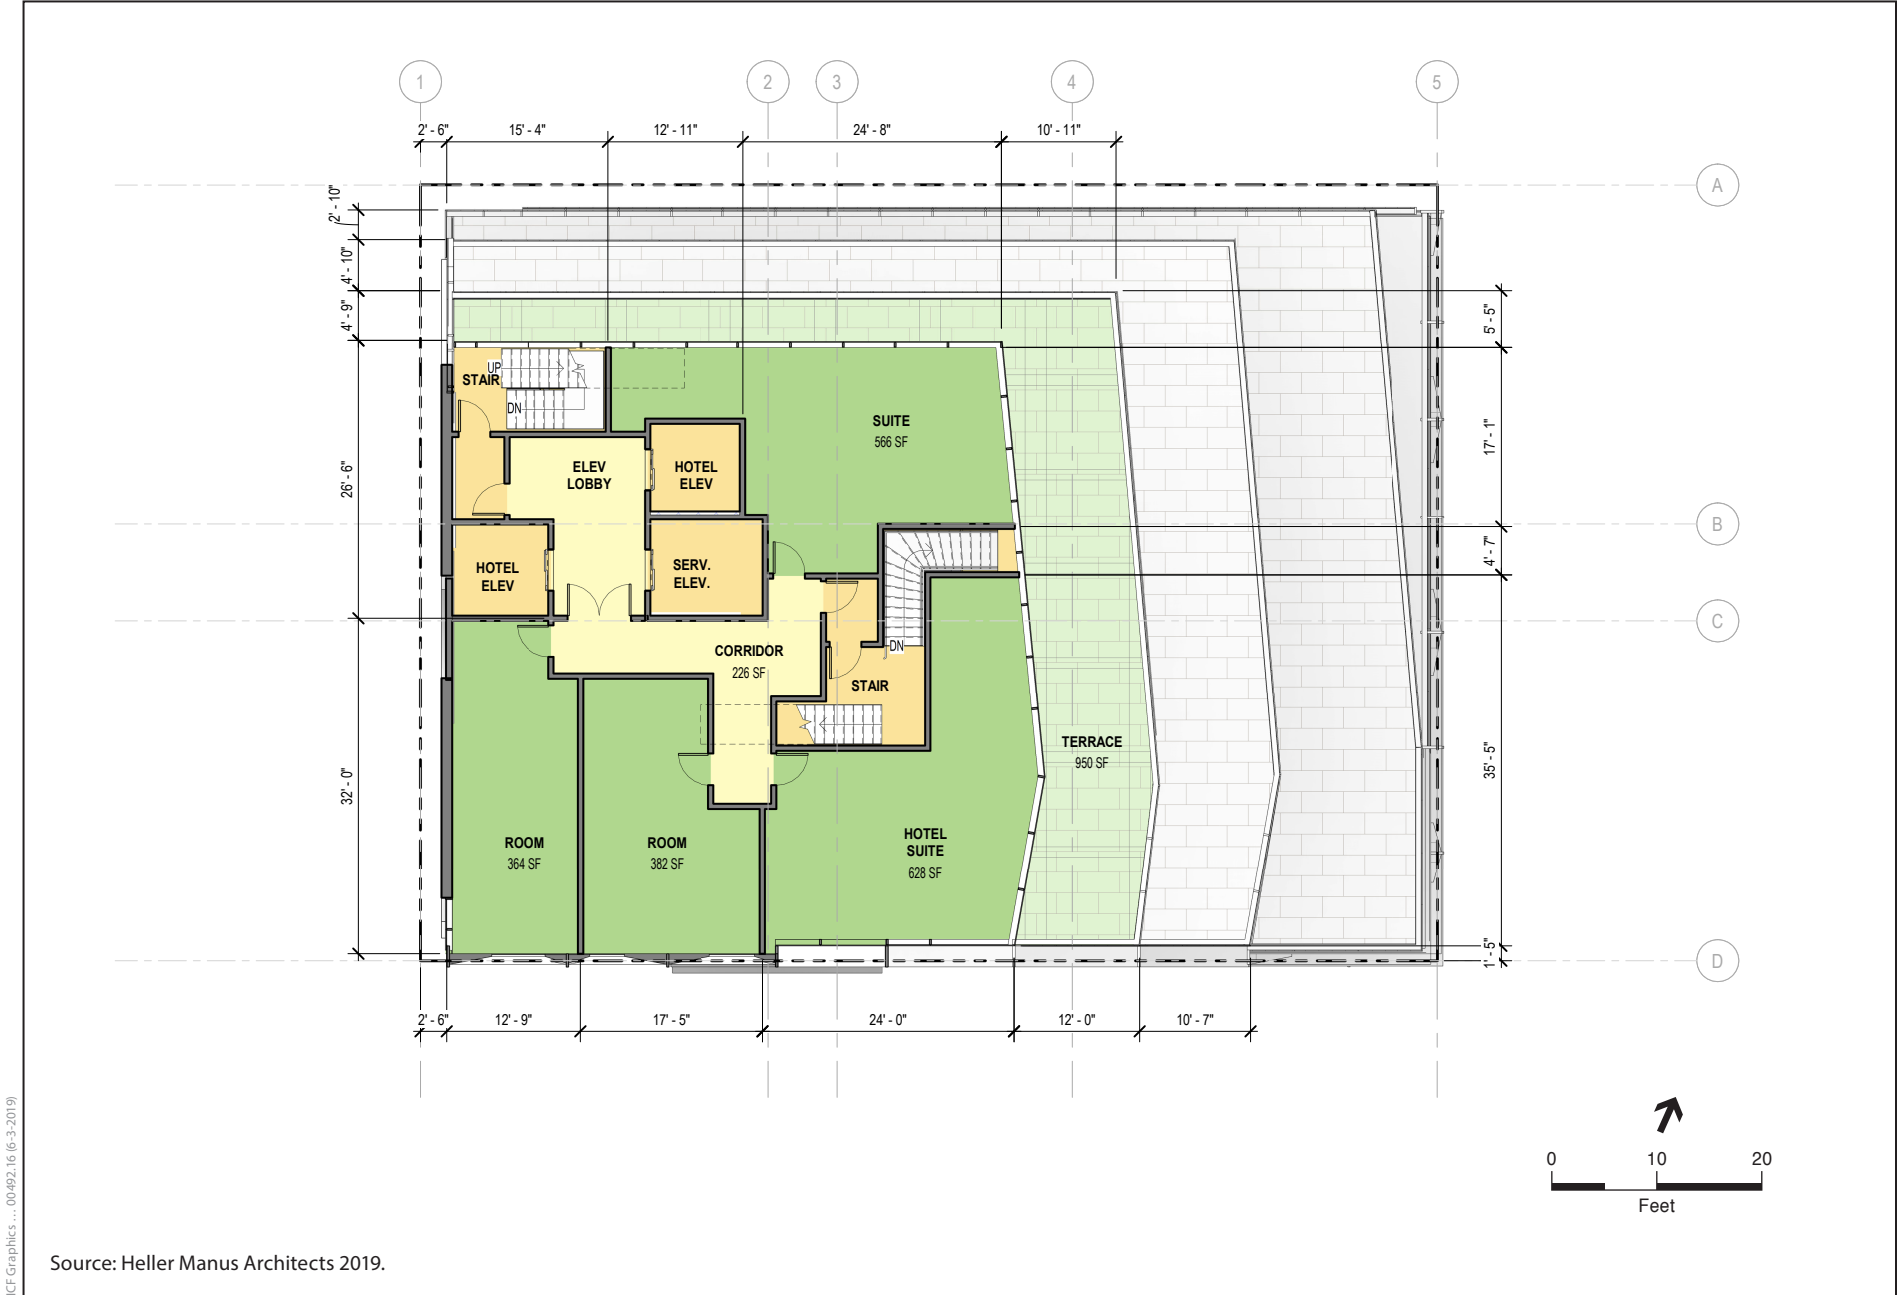 1
2
3
4
5
2' - 6"
15' - 4"
12' - 11"
24' - 8"
10' - 11"
A
B
C
D
2' - 10"
4' - 10"
4' - 9"
26' - 6"
32' - 0"
5' - 5"
17' - 1"
4' - 7"
35' - 5"
1' - 5"
UP
STAIR
DN
SUITE
566 SF
ELEV
LOBBY
HOTEL
ELEV
HOTEL
ELEV
SERV.
ELEV.
CORRIDOR
226 SF
DN
STAIR
TERRACE
950 SF
ROOM
364 SF
ROOM
382 SF
HOTEL
SUITE
628 SF
2' - 6"
12' - 9"
17' - 5"
24' - 0"
12' - 0"
10' - 7"
0
10
20
Feet
Source: Heller Manus Architects 2019.
ICF Graphics … 00492.16 (6-3-2019)